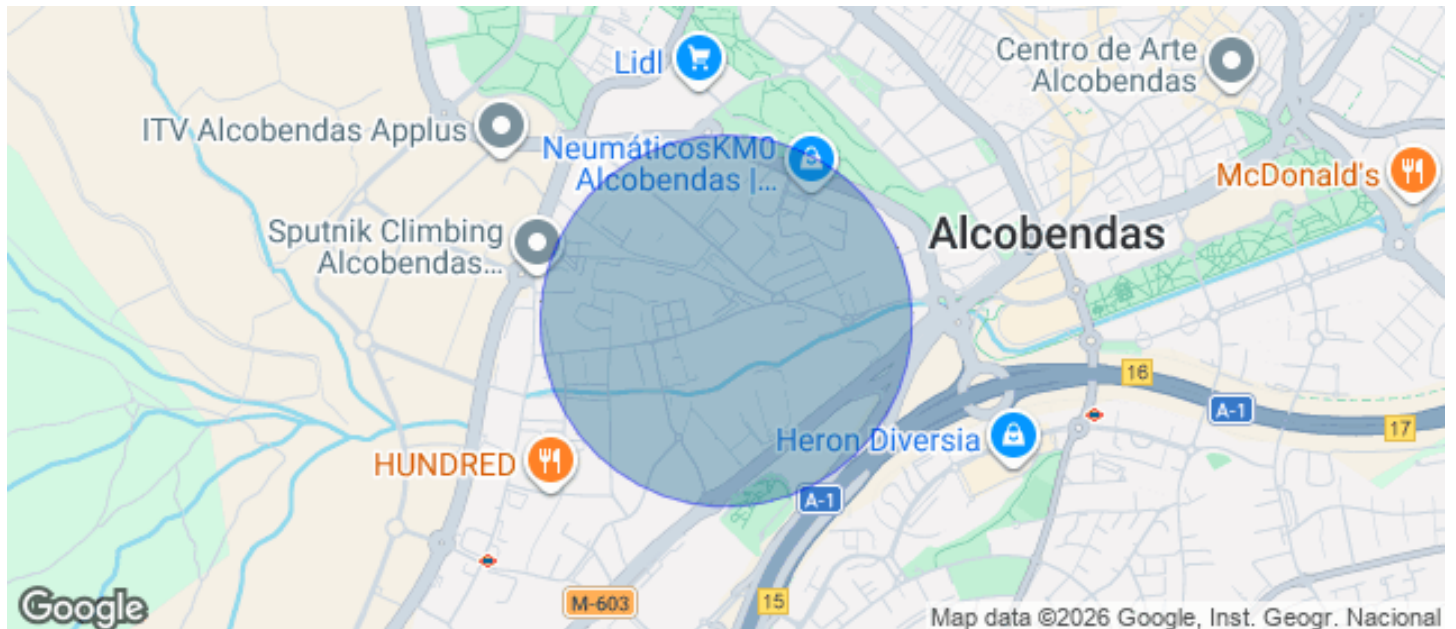 Lidl
Centro de Arte
Alcobendas
ITV Alcobendas Applus
NeumáticosKM0
Alcobendas |...
McDonald's
Sputnik Climbing
Alcobendas...
Alcobendas
16
A-1
17
Heron Diversia
HUNDRED
A-1
M-603
15
Google
Map data ©2026 Google, Inst. Geogr. Nacional